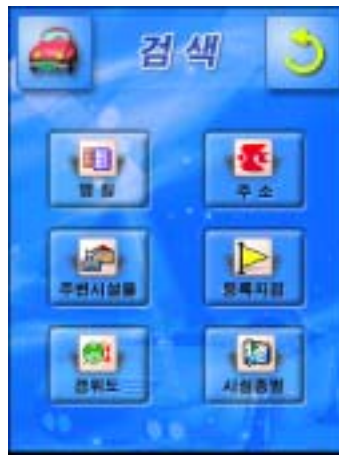 검색
명칭
주소
주변시설물
등록지점
경위도
시설종별